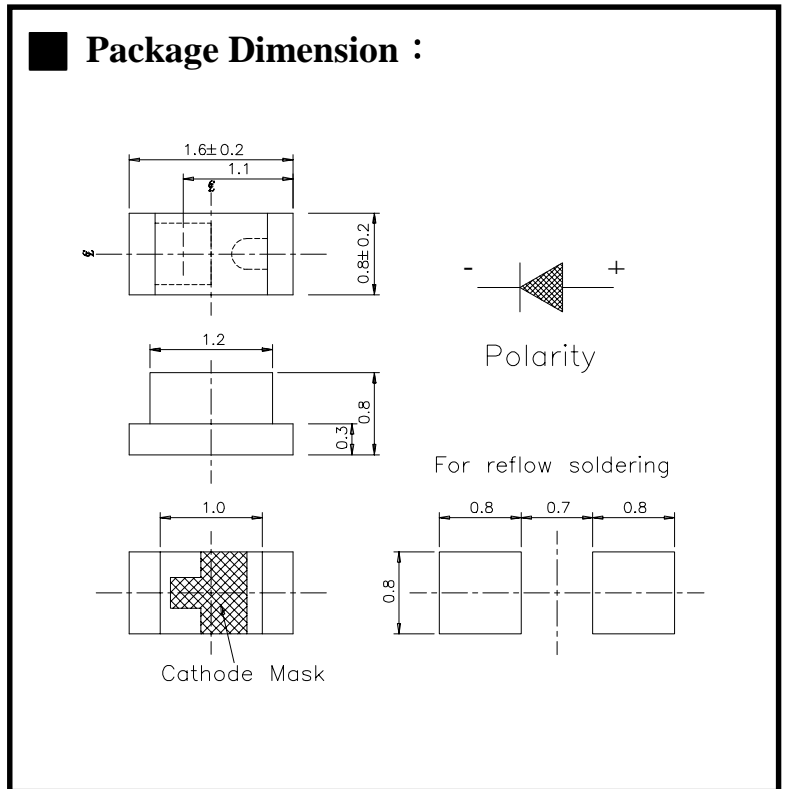 Package Dimension：
1.6±0.2
1.1
℄
℄
0.8±0.2
- +
Polarity
1.2
0.8
0.3
For reflow soldering
1.0
0.8 0.7 0.8
0.8
Cathode Mask